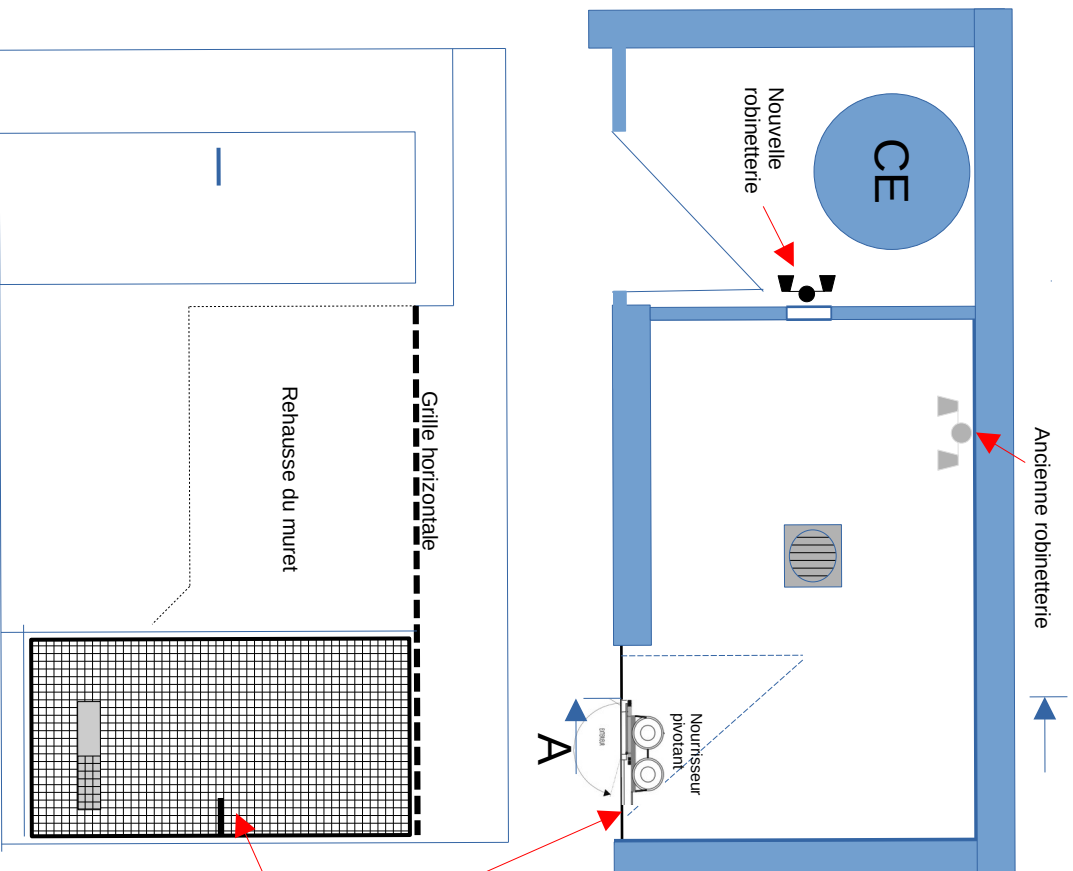 Nouvelle
robinetterie
CE
Ancienne robinetterie
Grille horizontale
Rehausse du muret
Nourrisseur
pivotant
A